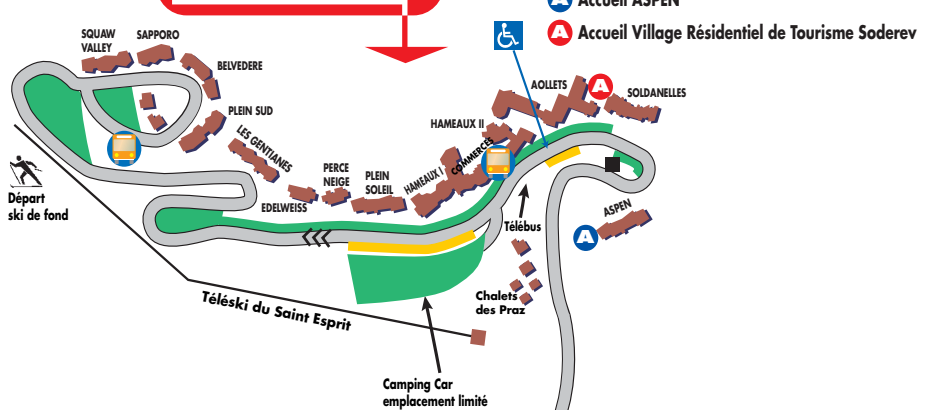 Accueil ASPEN
A Accueil Village Résidentiel de Tourisme Soderev
SQUAW
VALLEY
SAPPORO
BELVEDERE
PLEIN SUD
LES GENTIANES
EDELWEISS
PERCE
NEIGE
PLEIN
SOLEIL
HAMEAUX I
COMMERCES
HAMEAUX II
AOLLETS
A
SOLDANELLES
ASPEN
A
Télébus
Chalets
des Praz
Départ
ski de fond
Téléski du Saint Esprit
Camping Car
emplacement limité